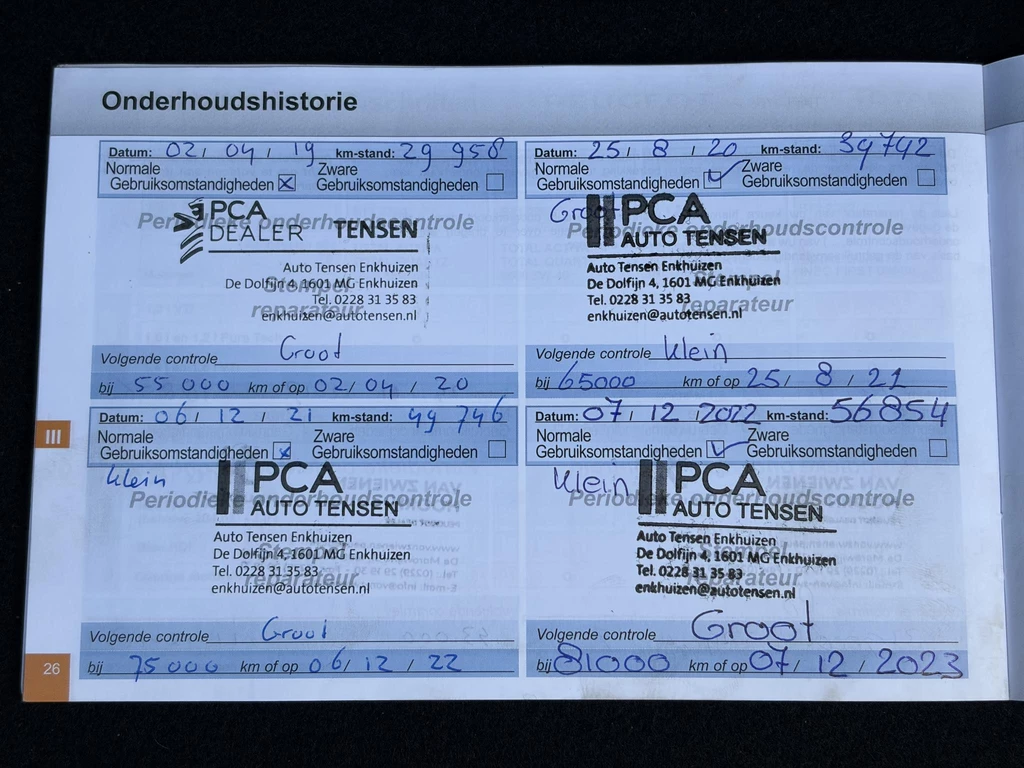 Onderhoudshistorie
Datum: 02 / 04 / 19 km-stand: 29 958
Normale Gebruiksomstandigheden Zware Gebruiksomstandigheden
Periodieke onderhoudscontrole
PCA
DEALER TENSEN
Auto Tensen Enkhuizen
De Dolfijn 4, 1601 MG Enkhuizen
Stempel
Tel. 0228 31 35 83
reparateur
enkhuizen@autotensen.nl
Volgende controle Groot
bij 55 000 km of op 02 / 04 / 20
Datum: 25 / 8 / 20 km-stand: 39742
Normale Gebruiksomstandigheden Zware Gebruiksomstandigheden
Groot
Periodieke onderhoudscontrole
PCA
AUTO TENSEN
Auto Tensen Enkhuizen
De Dolfijn 4, 1601 MG Enkhuizen
Stempel
Tel. 0228 31 35 83
reparateur
enkhuizen@autotensen.nl
Volgende controle Klein
bij 65000 km of op 25 / 8 / 21
III
Datum: 06 / 12 / 21 km-stand: 49 746
Normale Gebruiksomstandigheden Zware Gebruiksomstandigheden
Klein
Periodieke onderhoudscontrole
PCA
AUTO TENSEN
Auto Tensen Enkhuizen
De Dolfijn 4, 1601 MG Enkhuizen
Stempel
Tel. 0228 31 35 83
reparateur
enkhuizen@autotensen.nl
Volgende controle Groot
bij 75000 km of op 06 / 12 / 22
Datum: 07 / 12 / 2022 km-stand: 56854
Normale Gebruiksomstandigheden Zware Gebruiksomstandigheden
Klein
Periodieke onderhoudscontrole
PCA
AUTO TENSEN
Auto Tensen Enkhuizen
De Dolfijn 4, 1601 MG Enkhuizen
Stempel
Tel. 0228 31 35 83
reparateur
enkhuizen@autotensen.nl
Volgende controle Groot
bij 81000 km of op 07 / 12 / 2023
26